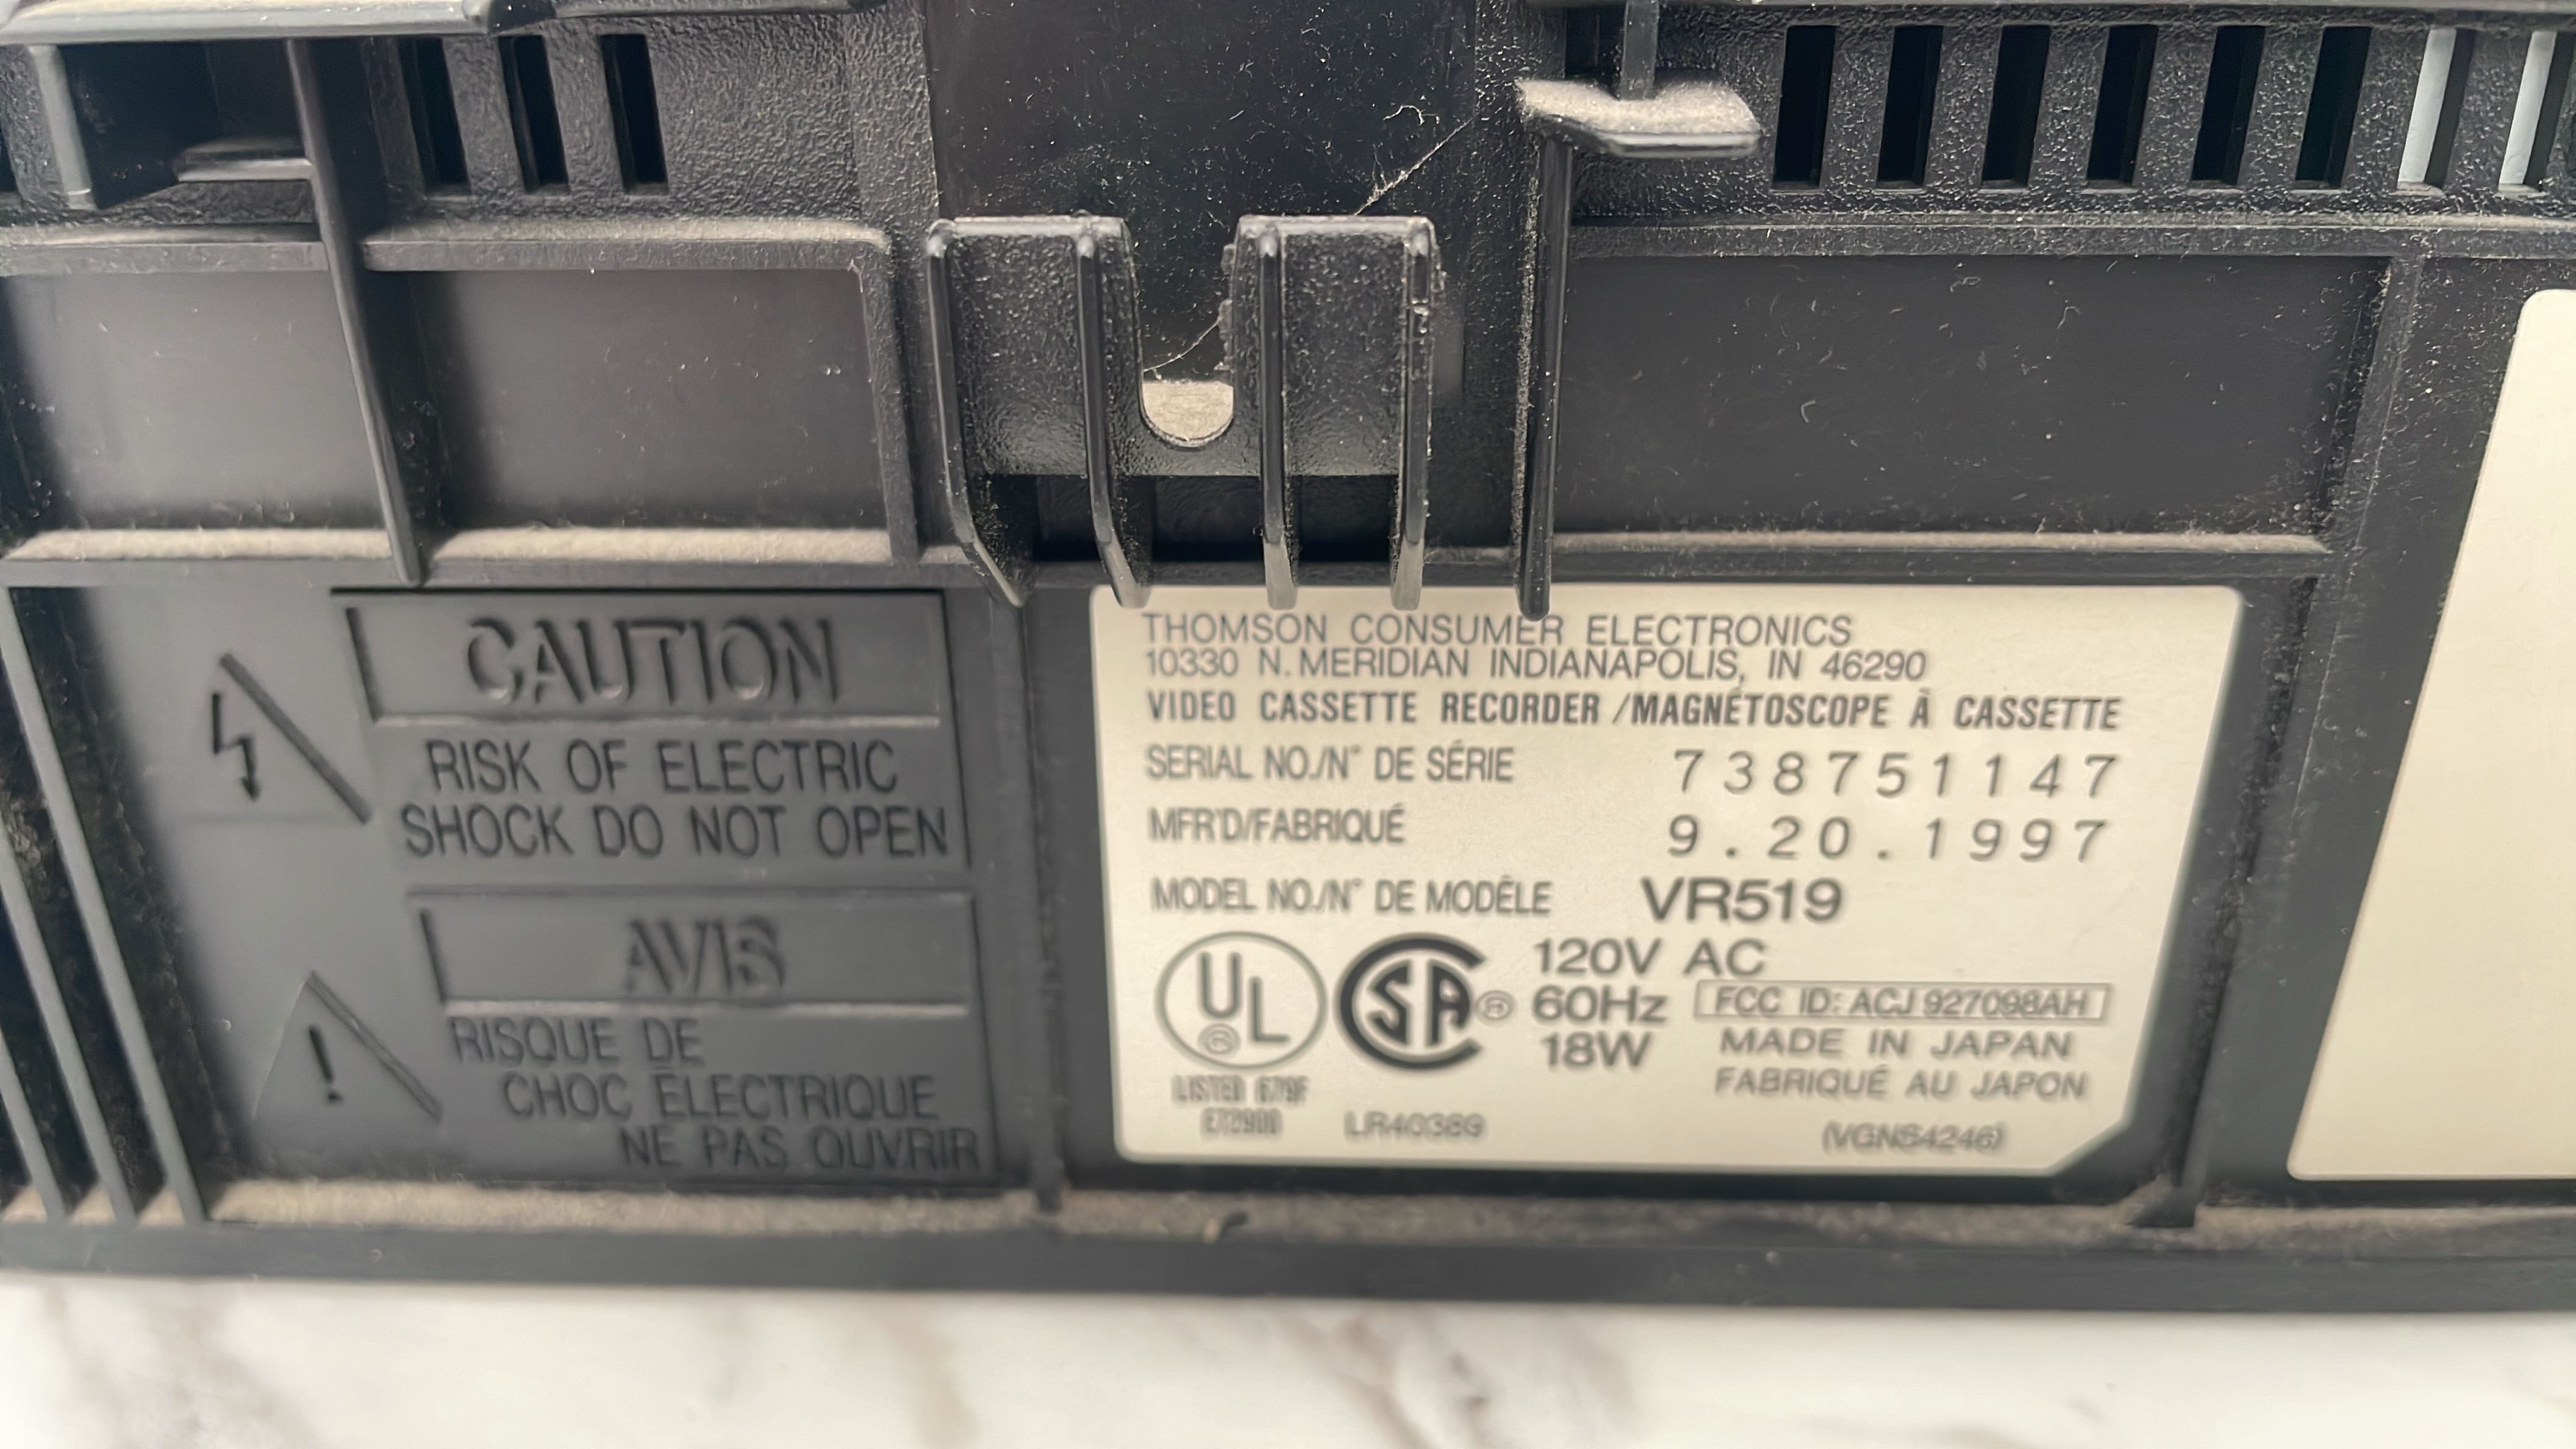 CAUTION
RISK OF ELECTRIC
SHOCK DO NOT OPEN
AVIS
RISQUE DE
CHOC ÉLECTRIQUE
NE PAS OUVRIR
THOMSON CONSUMER ELECTRONICS
10330 N. MERIDIAN INDIANAPOLIS, IN 46290
VIDEO CASSETTE RECORDER /MAGNÉTOSCOPE À CASSETTE
SERIAL NO./N° DE SÉRIE 738751147
MFR'D/FABRIQUÉ 9.20.1997
MODEL NO./N° DE MODÈLE VR519
UL ®
SA ®
120V AC
60Hz
18W
FCC ID: ACJ927098AH
MADE IN JAPAN
FABRIQUÉ AU JAPON
LISTED 679F
LR40389
(VGNS4246)